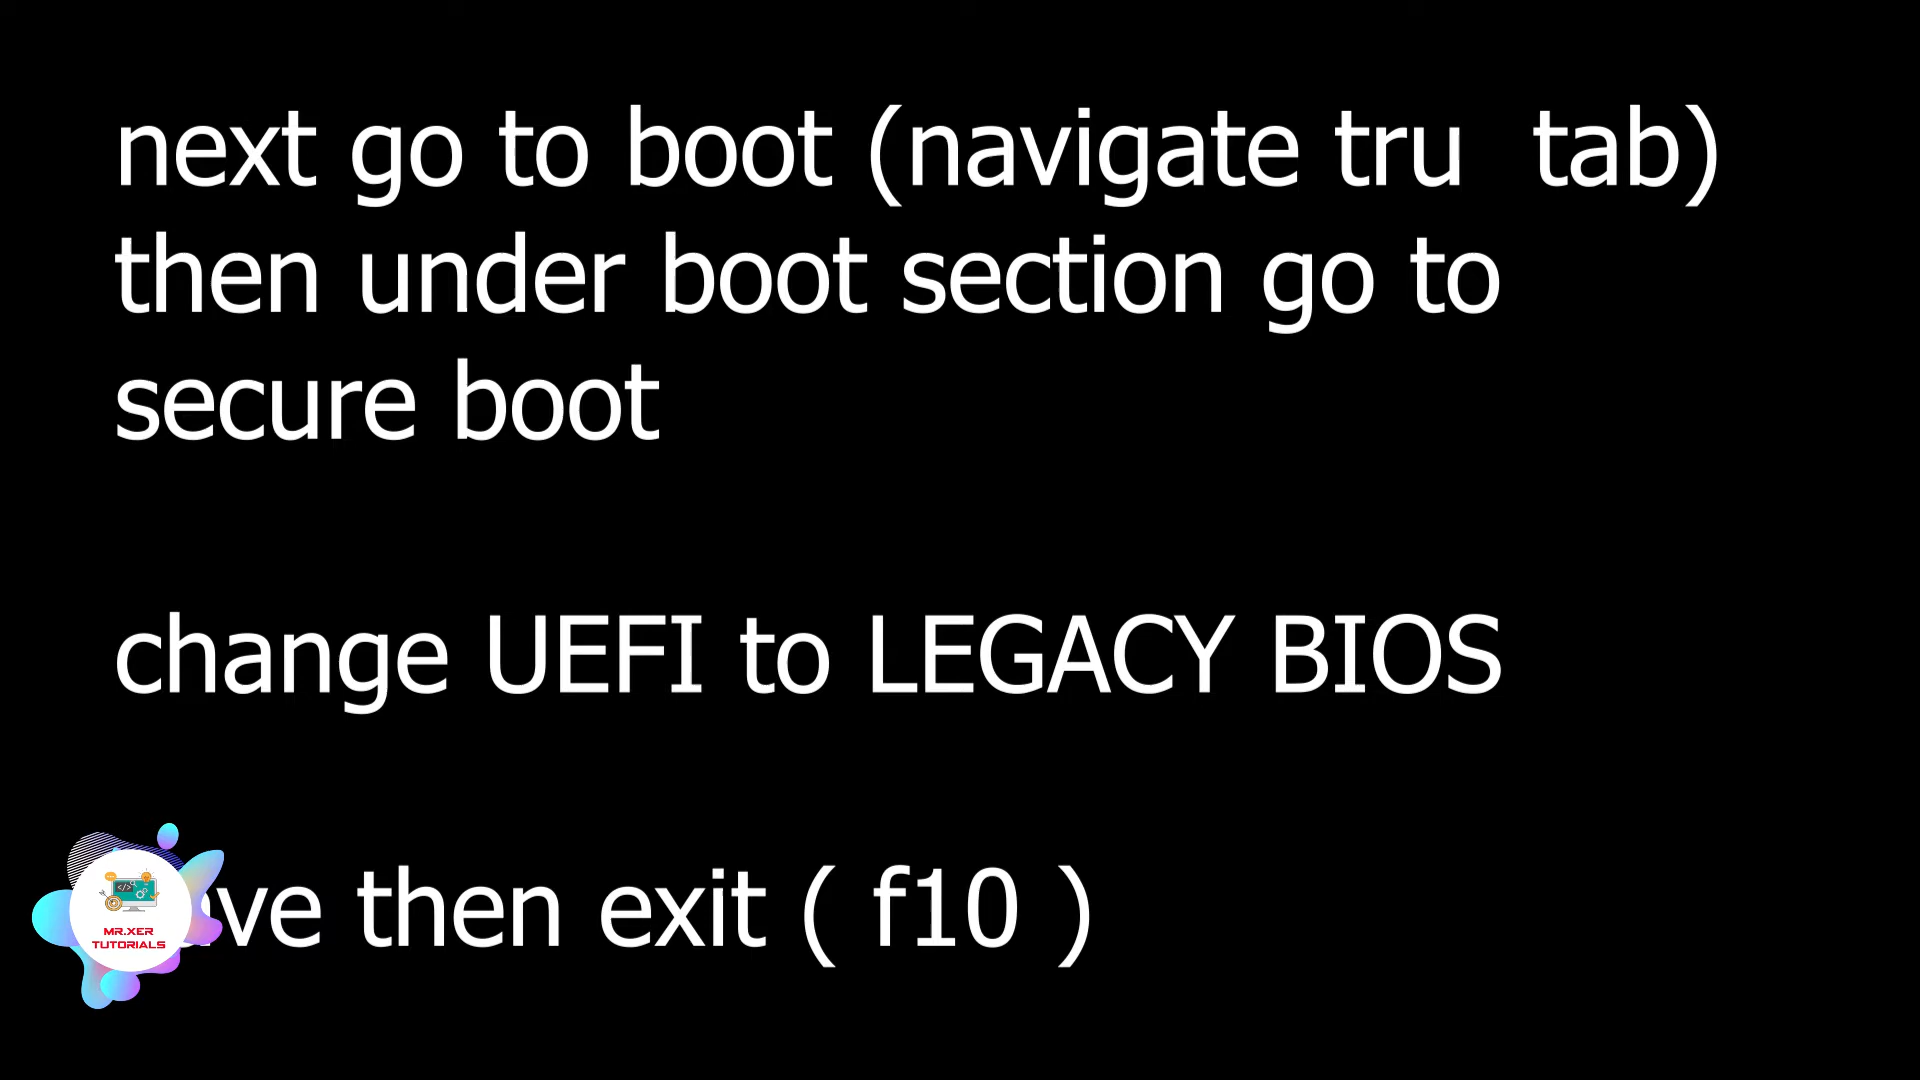 next go to boot (navigate tru  tab)
then under boot section go to
secure boot
change UEFI to LEGACY BIOS
then exit ( f10 )
MR.XER
TUTORIALS